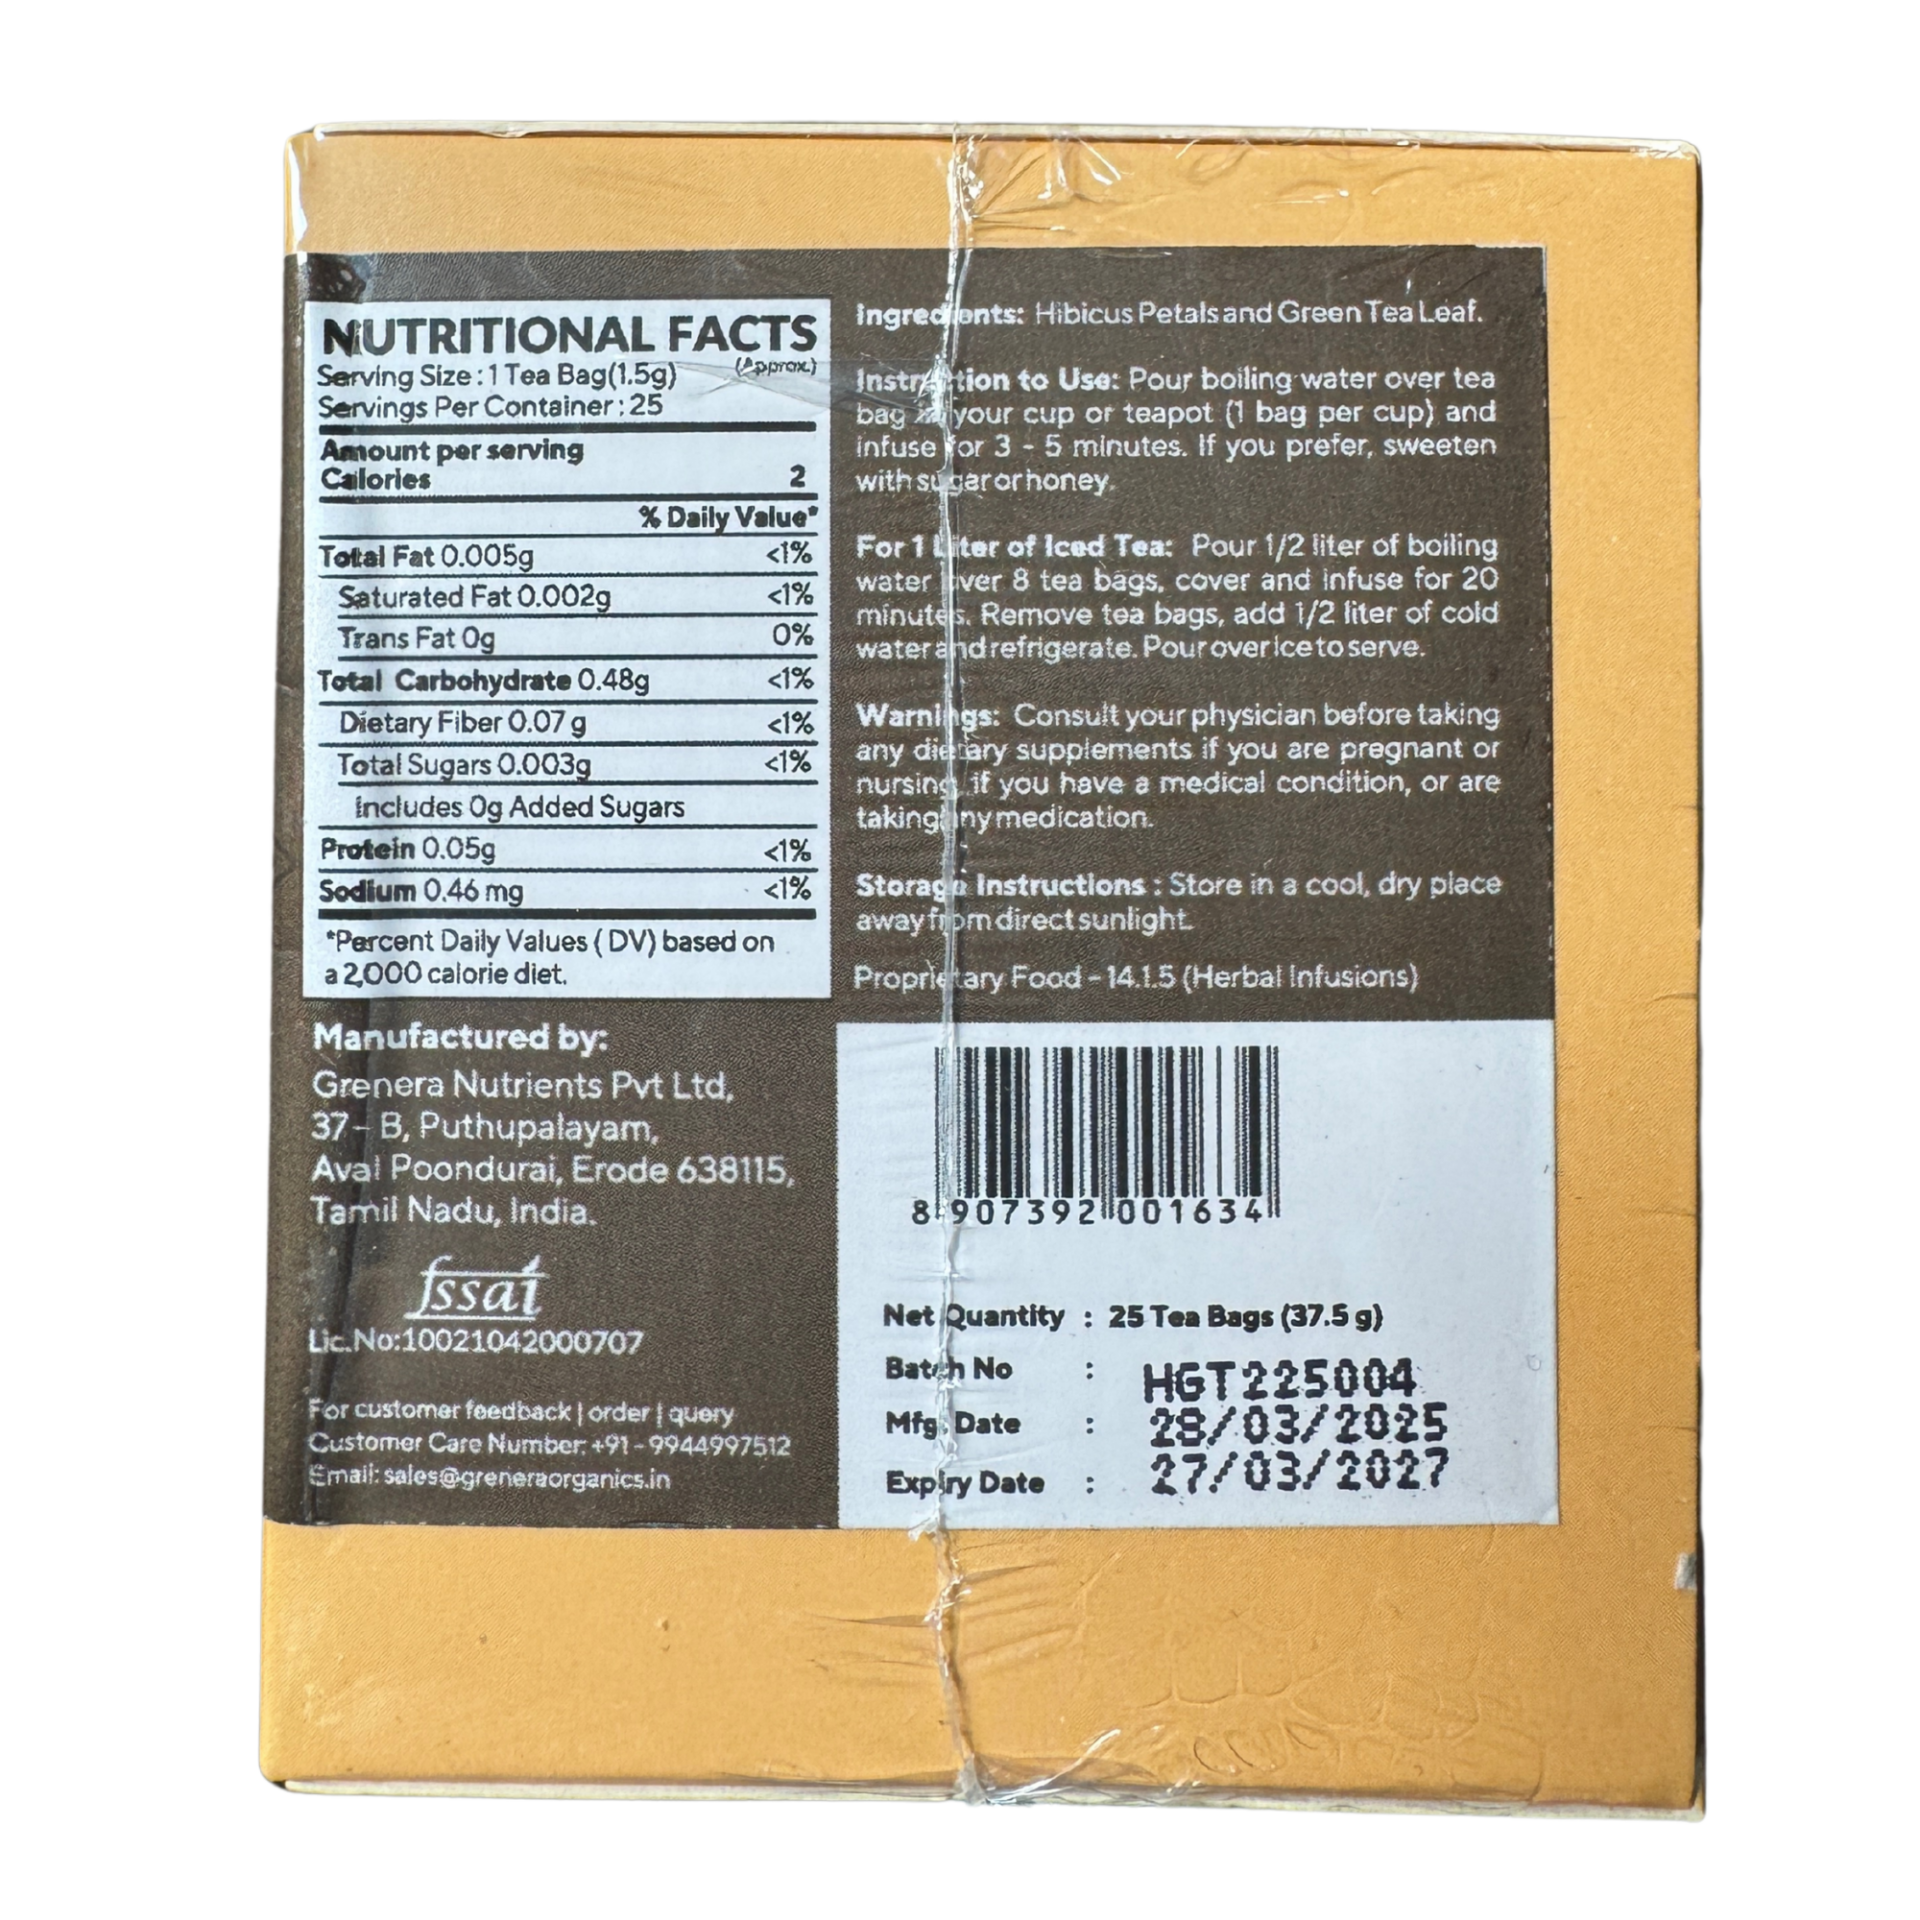 NUTRITIONAL FACTS
(Approx.)
Serving Size : 1 Tea Bag(1.5g)
Servings Per Container : 25
Amount per serving
Calories 2
% Daily Value*
Total Fat 0.005g <1%
Saturated Fat 0.002g <1%
Trans Fat 0g 0%
Total Carbohydrate 0.48g <1%
Dietary Fiber 0.07 g <1%
Total Sugars 0.003g <1%
Includes 0g Added Sugars
Protein 0.05g <1%
Sodium 0.46 mg <1%
*Percent Daily Values ( DV) based on
a 2,000 calorie diet.
Manufactured by:
Grenera Nutrients Pvt Ltd,
37 - B, Puthupalayam,
Aval Poondurai, Erode 638115,
Tamil Nadu, India.
fssai
Lic.No:10021042000707
For customer feedback | order | query
Customer Care Number: +91 - 9944997512
Email: sales@greneraorganics.in
Ingredients: Hibicus Petals and Green Tea Leaf.
Instruction to Use: Pour boiling water over tea
bag in your cup or teapot (1 bag per cup) and
infuse for 3 - 5 minutes. If you prefer, sweeten
with sugar or honey.
For 1 Liter of Iced Tea: Pour 1/2 liter of boiling
water over 8 tea bags, cover and infuse for 20
minutes. Remove tea bags, add 1/2 liter of cold
water and refrigerate. Pour over ice to serve.
Warnings: Consult your physician before taking
any dietary supplements if you are pregnant or
nursing, if you have a medical condition, or are
taking any medication.
Storage Instructions : Store in a cool, dry place
away from direct sunlight.
Proprietary Food - 14.1.5 (Herbal Infusions)
8 907392 001634
Net Quantity : 25 Tea Bags (37.5 g)
Batch No : HGT225004
Mfg. Date : 28/03/2025
Expiry Date : 27/03/2027